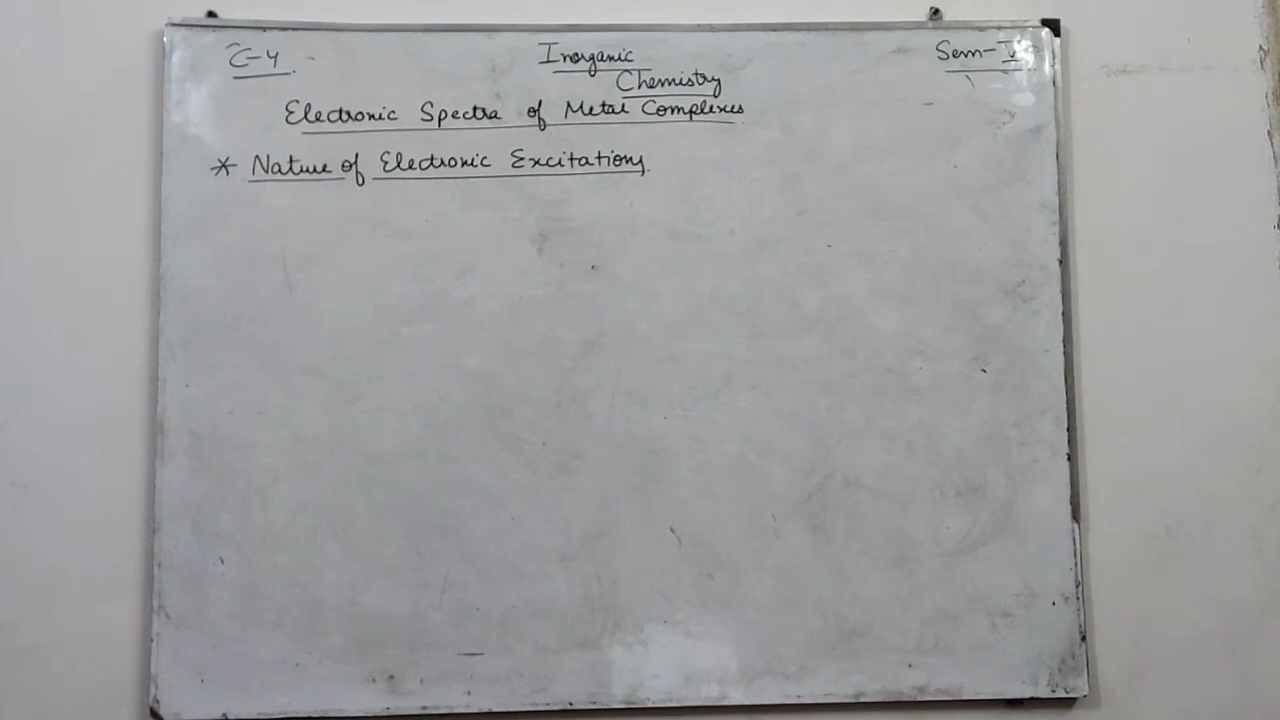 C-4
Inorganic
Chemistry
Sem-V
Electronic Spectra of Metal Complexes
* Nature of Electronic Excitations